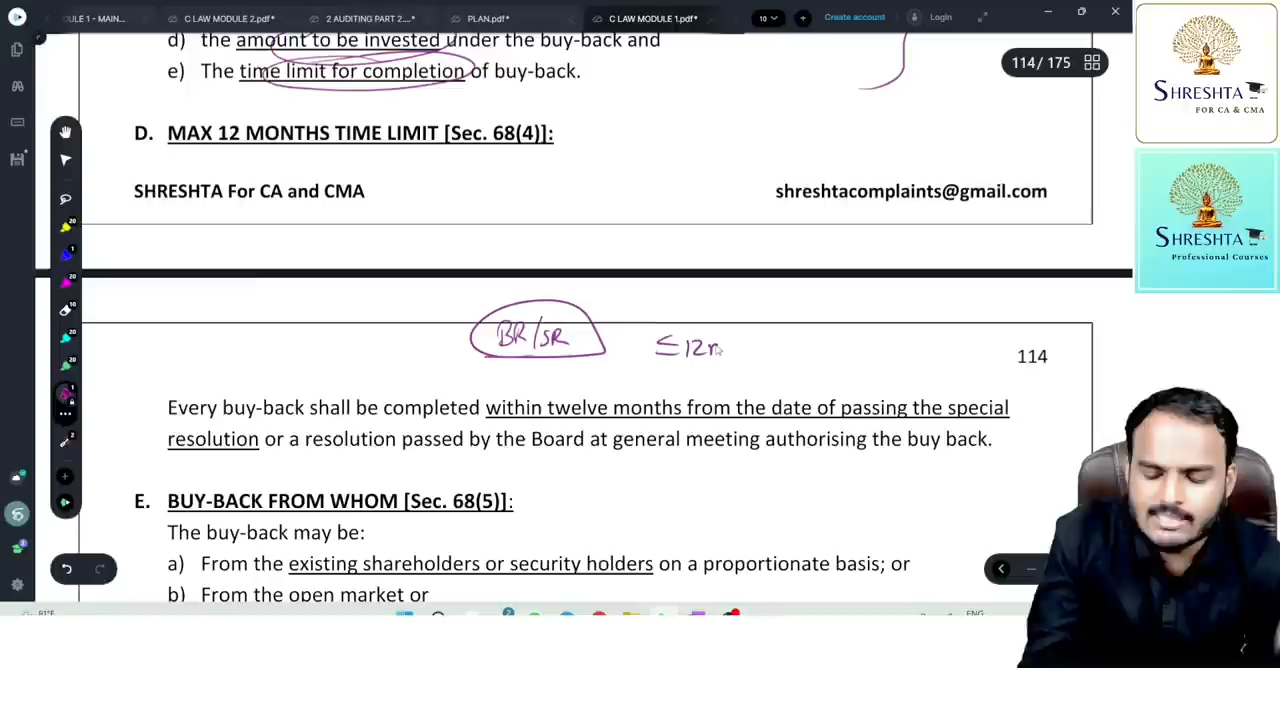 ULE 1 - MAIN...
C LAW MODULE 2.pdf*
2 AUDITING PART 2....*
PLAN.pdf*
C LAW MODULE 1.pdf*
10
Create account
Login
d) the amount to be invested under the buy-back and
e) The time limit for completion of buy-back.
114 / 175
D. MAX 12 MONTHS TIME LIMIT [Sec. 68(4)]:
SHRESHTA For CA and CMA
shreshtacomplaints@gmail.com
BR/SR
≤12m
114
Every buy-back shall be completed within twelve months from the date of passing the special
resolution or a resolution passed by the Board at general meeting authorising the buy back.
E. BUY-BACK FROM WHOM [Sec. 68(5)]:
The buy-back may be:
a) From the existing shareholders or security holders on a proportionate basis; or
b) From the open market or
81°F
ENG
SHRESHTA
FOR CA & CMA
SHRESHTA
Professional Courses